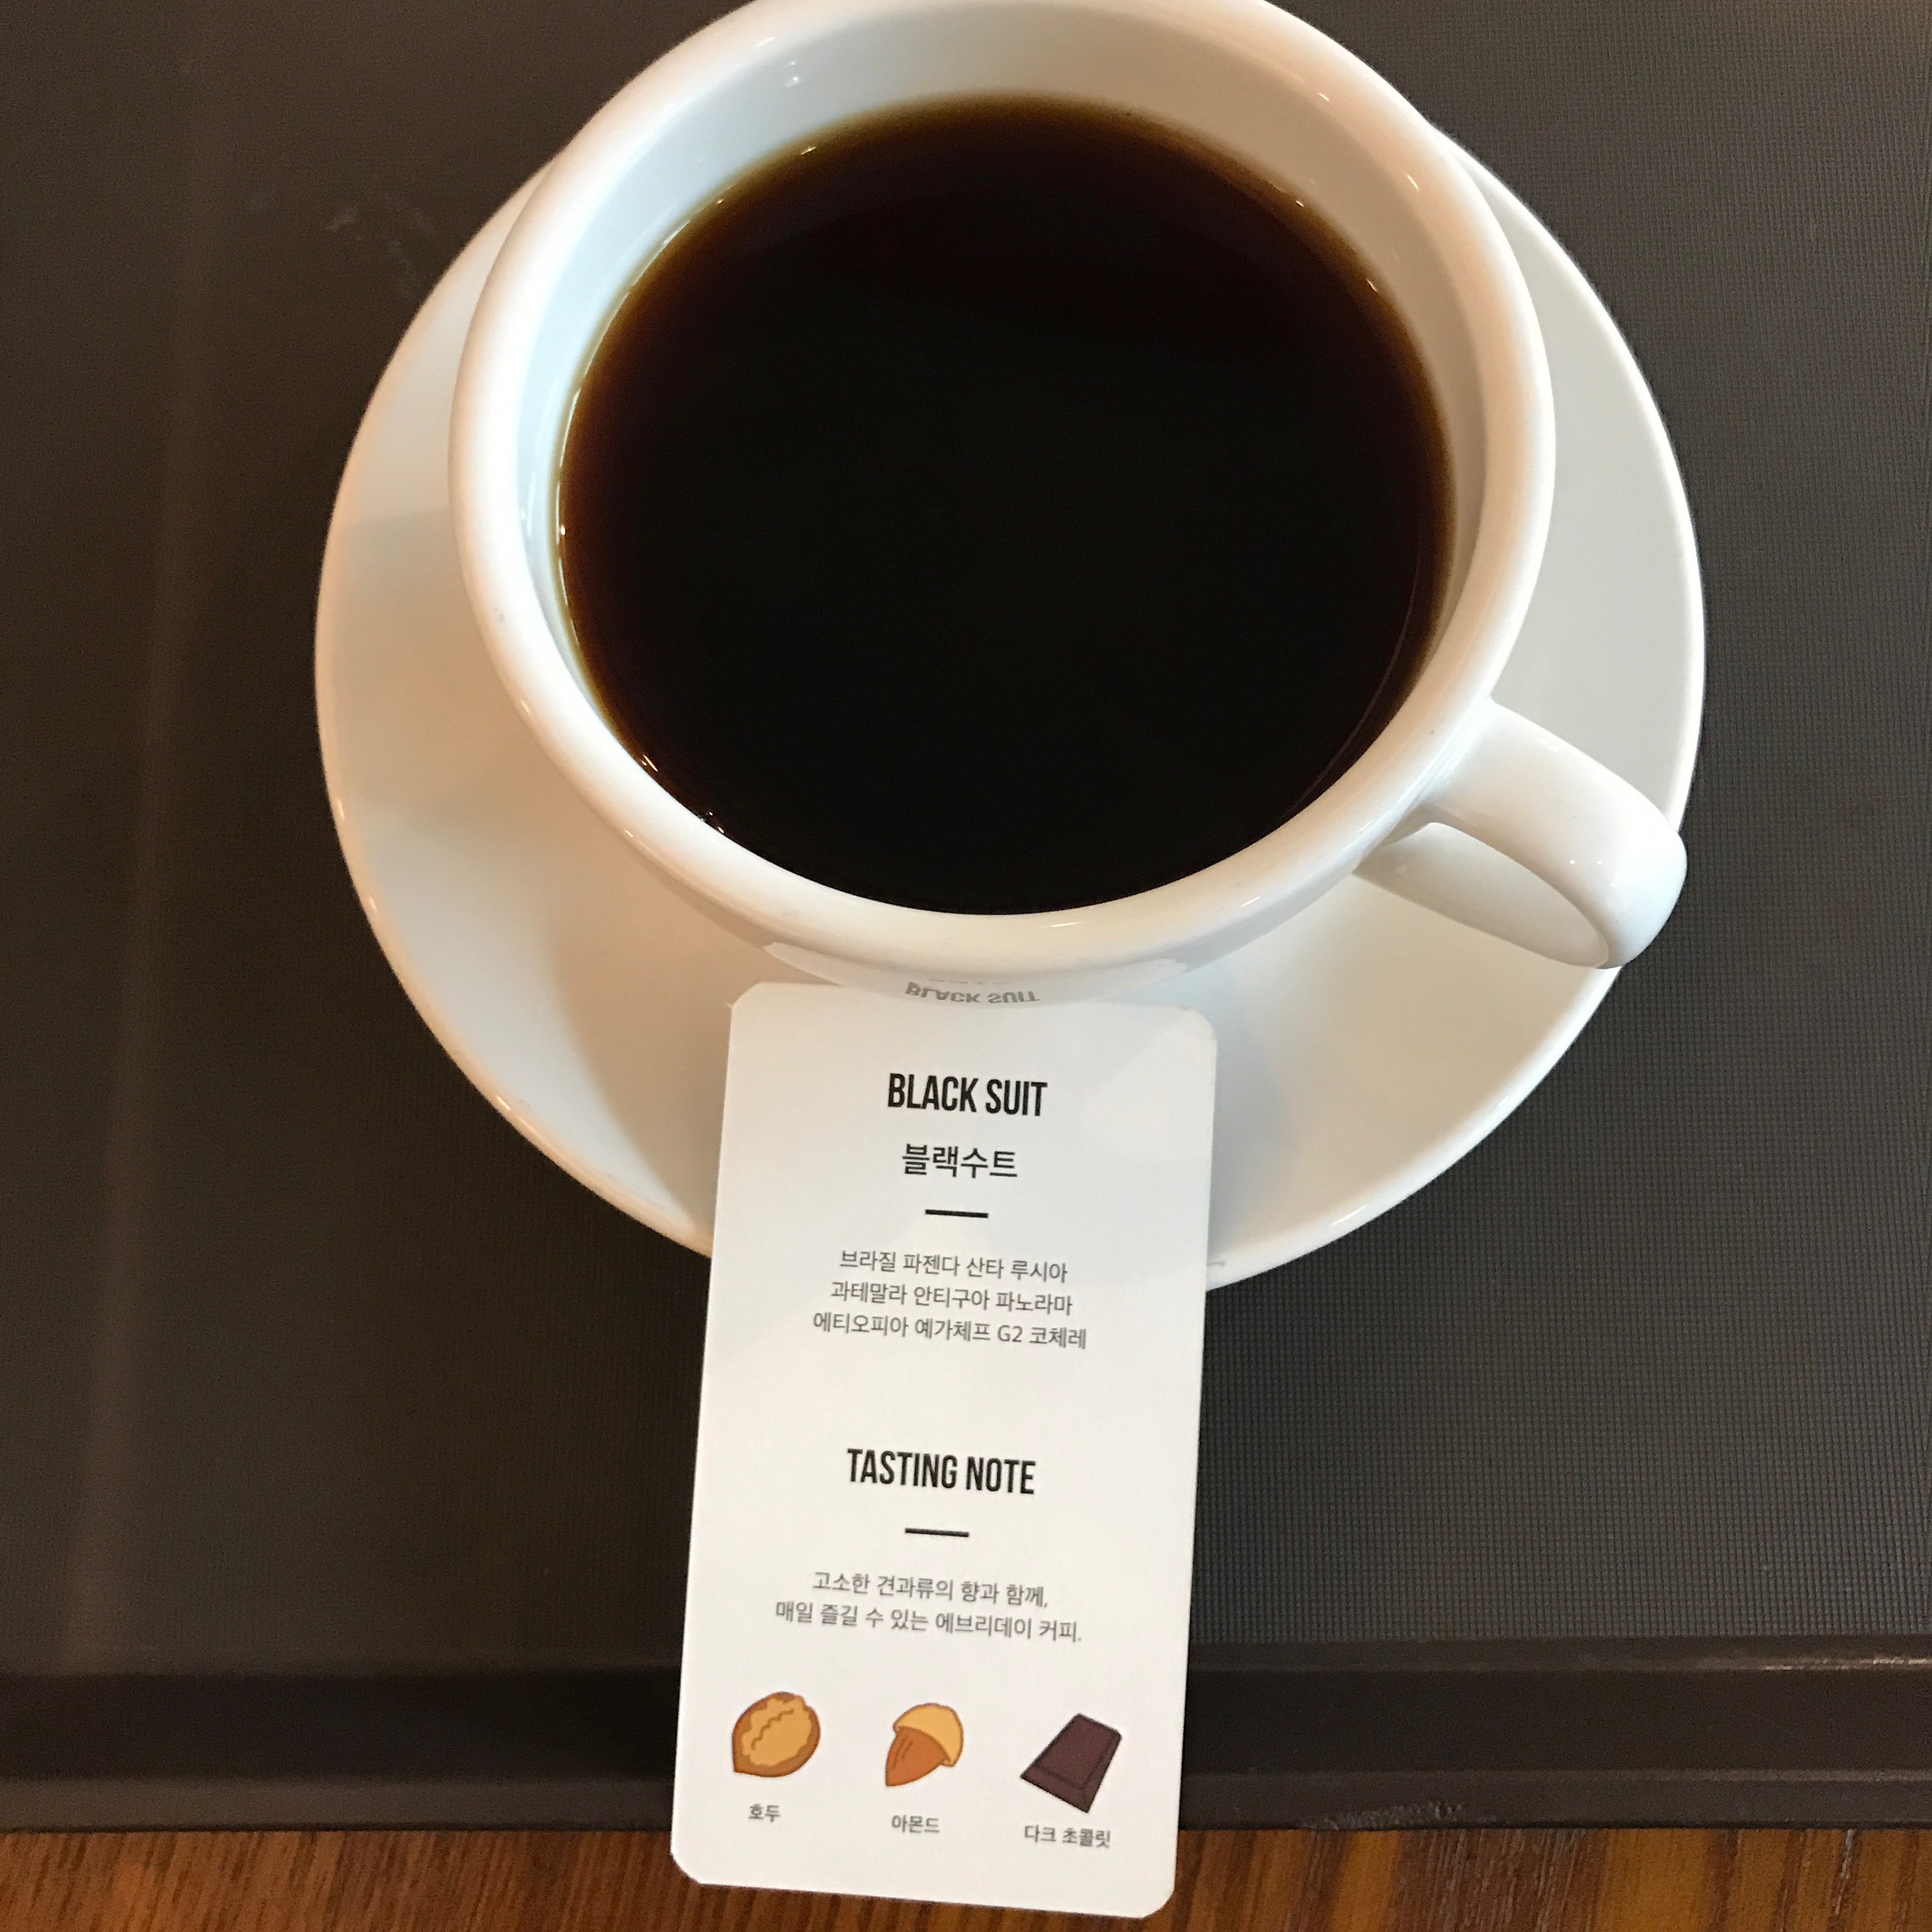 BLACK SUIT
BLACK SUIT
블랙수트
브라질 파젠다 산타 루시아
과테말라 안티구아 파노라마
에티오피아 예가체프 G2 코체레
TASTING NOTE
고소한 견과류의 향과 함께,
매일 즐길 수 있는 에브리데이 커피.
호두
아몬드
다크 초콜릿